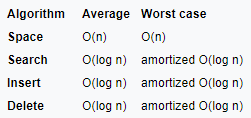 Algorithm Average Worst case
Space O(n) O(n)
Search O(log n) amortized O(log n)
Insert O(log n) amortized O(log n)
Delete O(log n) amortized O(log n)